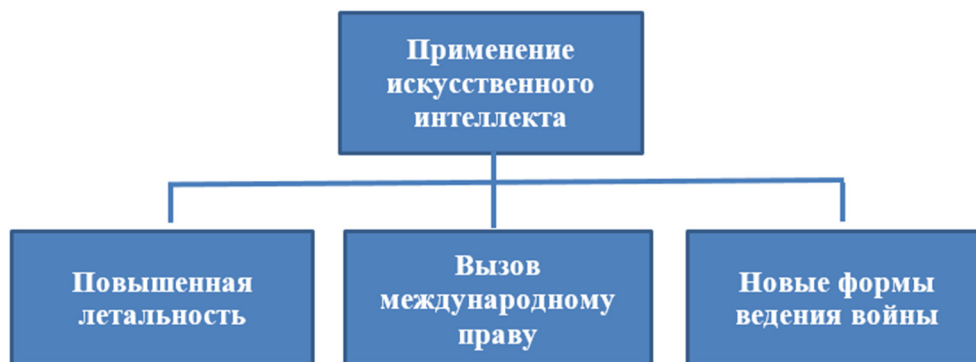 Применение
искусственного
интеллекта
Повышенная
летальность
Вызов
международному
праву
Новые формы
ведения войны